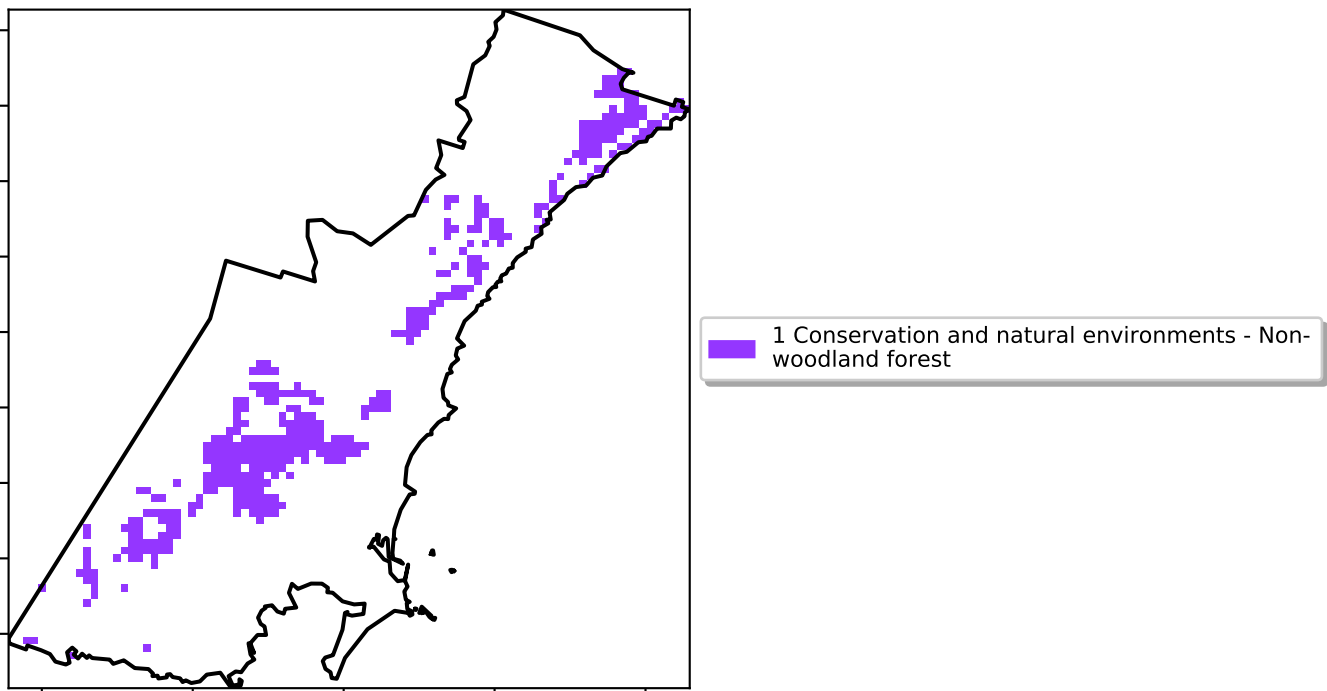 1 Conservation and natural environments - Non-
woodland forest